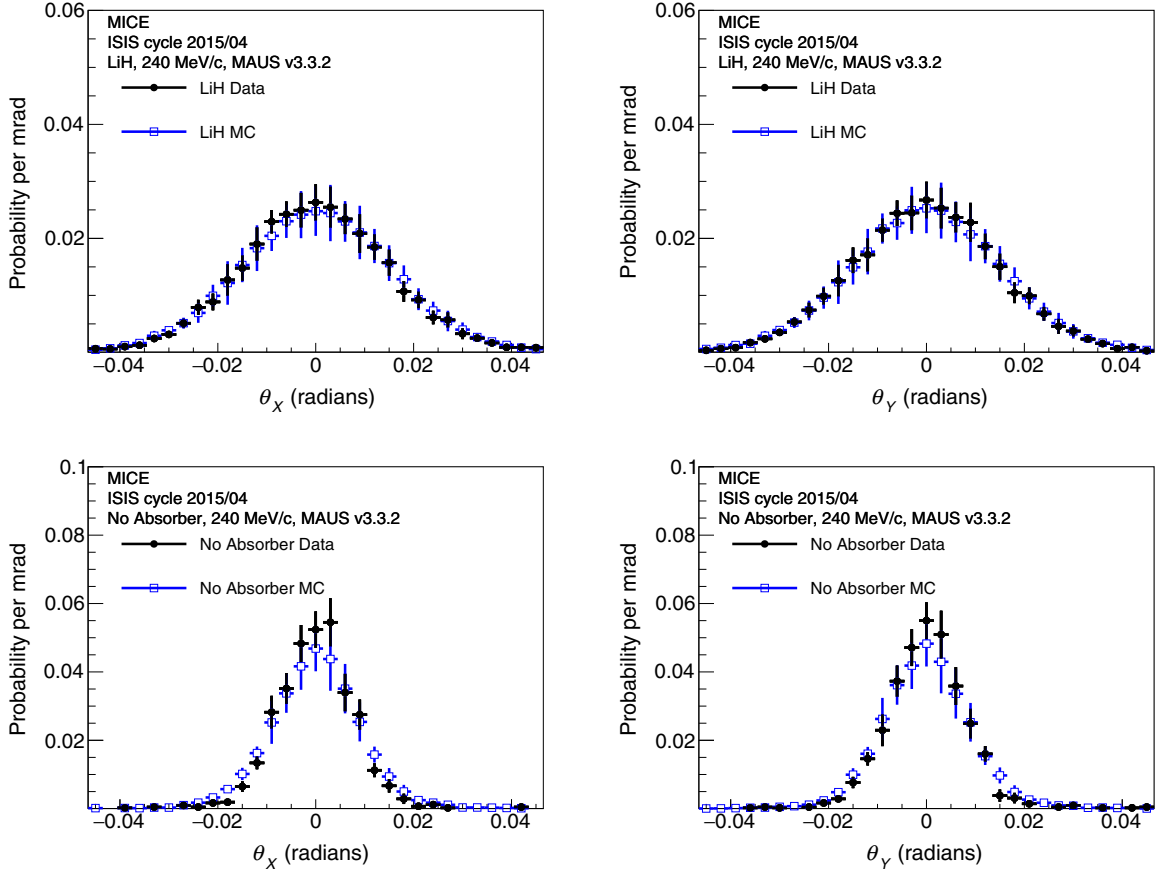 0.06
MICE
ISIS cycle 2015/04
LiH, 240 MeV/c, MAUS v3.3.2
LiH Data
LiH MC
0.04
0.02
Probability per mrad
−0.04 −0.02 0 0.02 0.04
θX (radians)
0.06
MICE
ISIS cycle 2015/04
LiH, 240 MeV/c, MAUS v3.3.2
LiH Data
LiH MC
0.04
0.02
Probability per mrad
−0.04 −0.02 0 0.02 0.04
θY (radians)
0.1
MICE
ISIS cycle 2015/04
No Absorber, 240 MeV/c, MAUS v3.3.2
No Absorber Data
No Absorber MC
0.08
0.06
0.04
0.02
Probability per mrad
−0.04 −0.02 0 0.02 0.04
θX (radians)
0.1
MICE
ISIS cycle 2015/04
No Absorber, 240 MeV/c, MAUS v3.3.2
No Absorber Data
No Absorber MC
0.08
0.06
0.04
0.02
Probability per mrad
−0.04 −0.02 0 0.02 0.04
θY (radians)